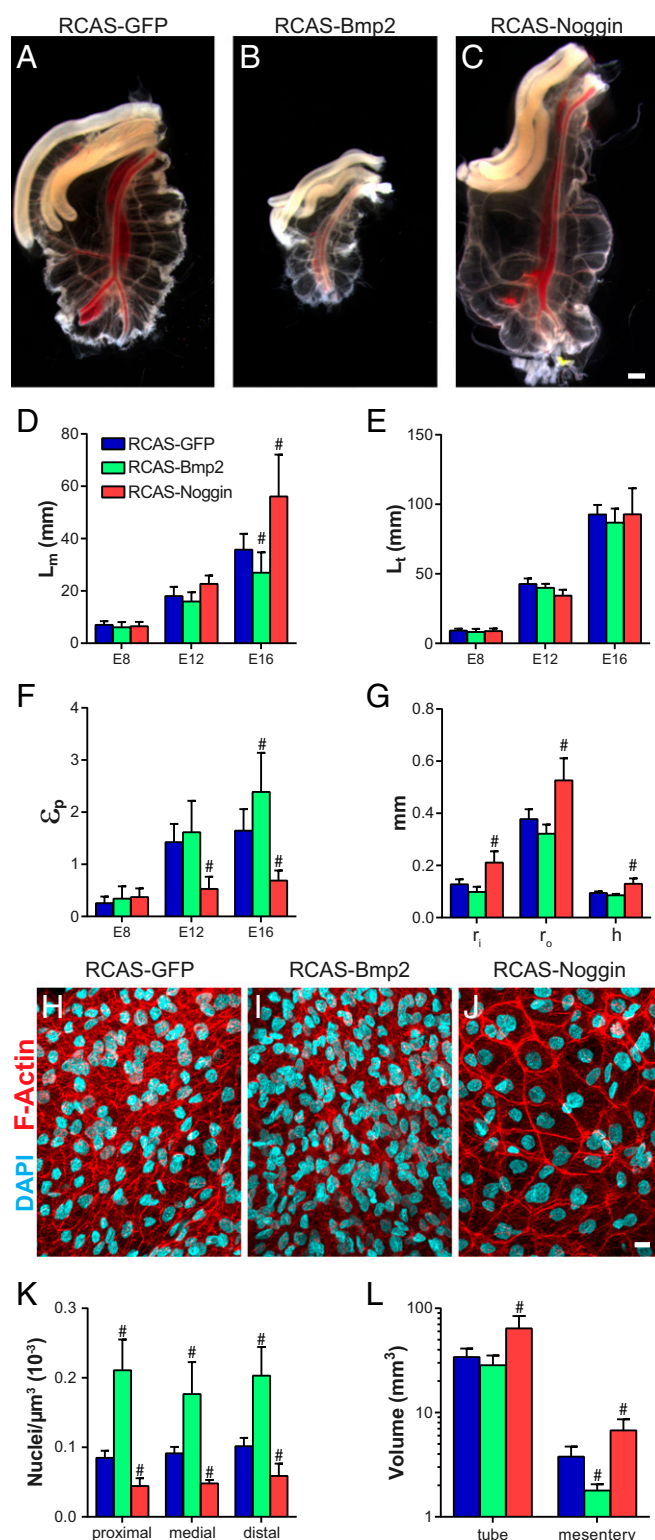 RCAS-GFP RCAS-Bmp2 RCAS-Noggin
A B C
D
RCAS-GFP
RCAS-Bmp2
RCAS-Noggin
#
#
80
60
40
20
0
Lm (mm)
E8 E12 E16
E
150
100
50
0
Lt (mm)
E8 E12 E16
F
#
#
#
4
3
2
1
0
εp
E8 E12 E16
G
#
#
#
0.8
0.6
0.4
0.2
0.0
mm
ri ro h
RCAS-GFP RCAS-Bmp2 RCAS-Noggin
H I J
DAPI F-Actin
K
# # #
# # #
0.3
0.2
0.1
0.0
Nuclei/µm³ (10⁻³)
proximal medial distal
L
#
#
#
100
10
1
Volume (mm³)
tube mesentery